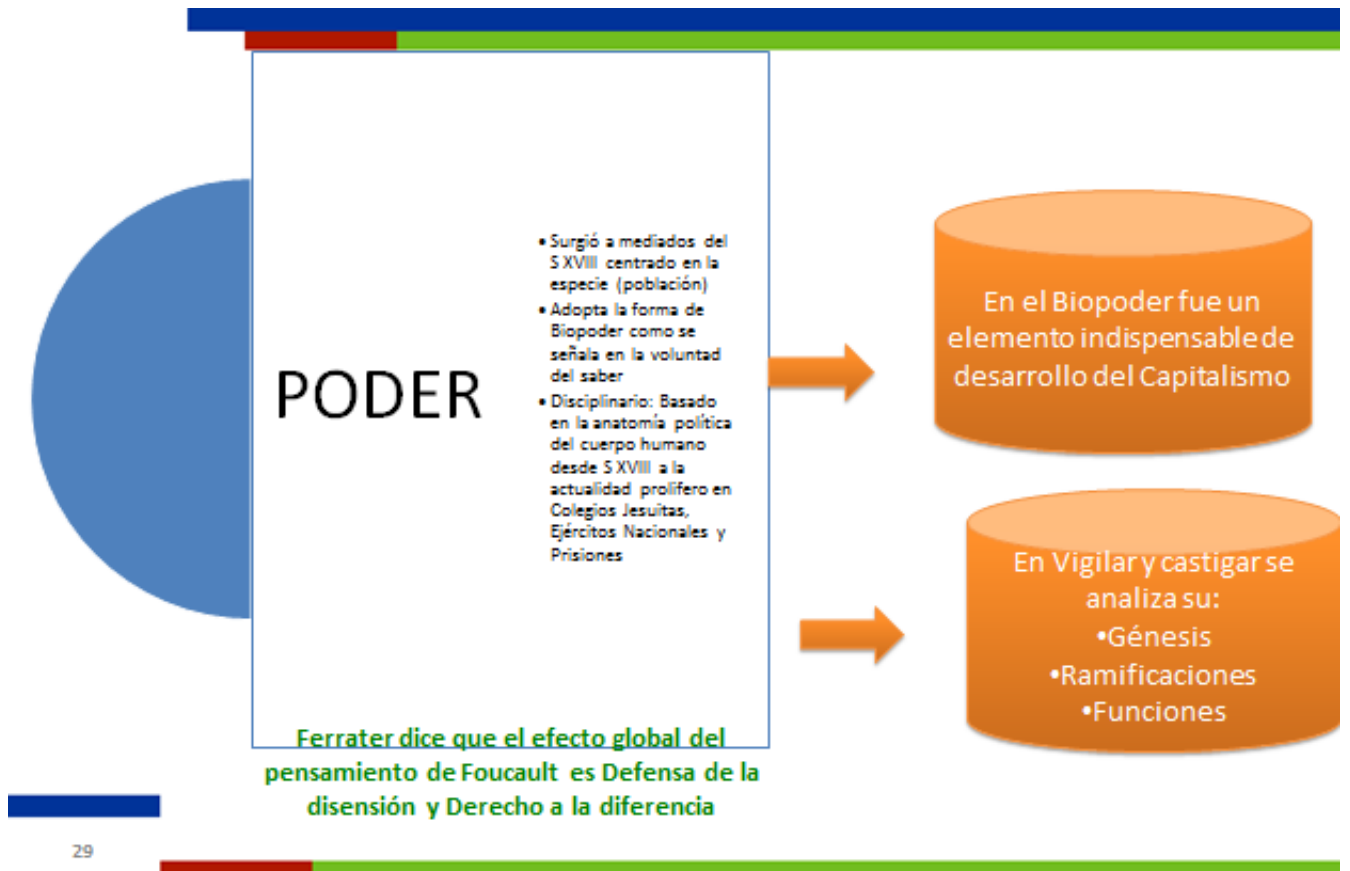 PODER
•Surgió a mediados del
S XVIII centrado en la
especie (población)
•Adopta la forma de
Biopoder como se
señala en la voluntad
del saber
•Disciplinario: Basado
en la anatomía política
del cuerpo humano
desde S XVIII a la
actualidad prolifero en
Colegios Jesuitas,
Ejércitos Nacionales y
Prisiones
En el Biopoder fue un
elemento indispensable de
desarrollo del Capitalismo
En Vigilar y castigar se
analiza su:
•Génesis
•Ramificaciones
•Funciones
Ferrater dice que el efecto global del
pensamiento de Foucault es Defensa de la
disensión y Derecho a la diferencia
29